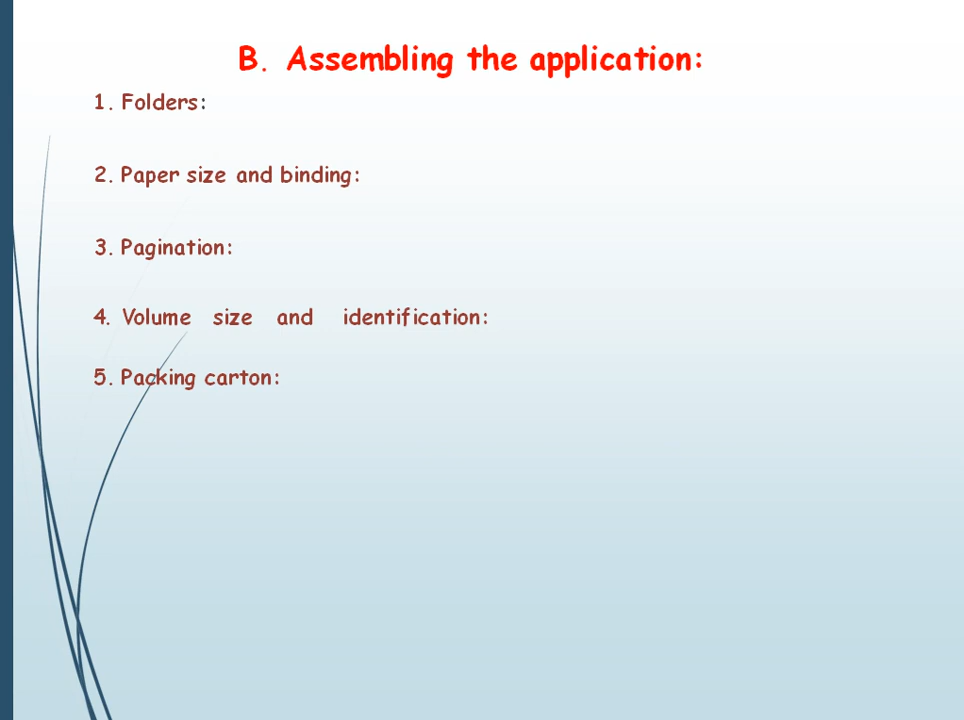 B. Assembling the application:
1. Folders:
2. Paper size and binding:
3. Pagination:
4. Volume size and identification:
5. Packing carton: